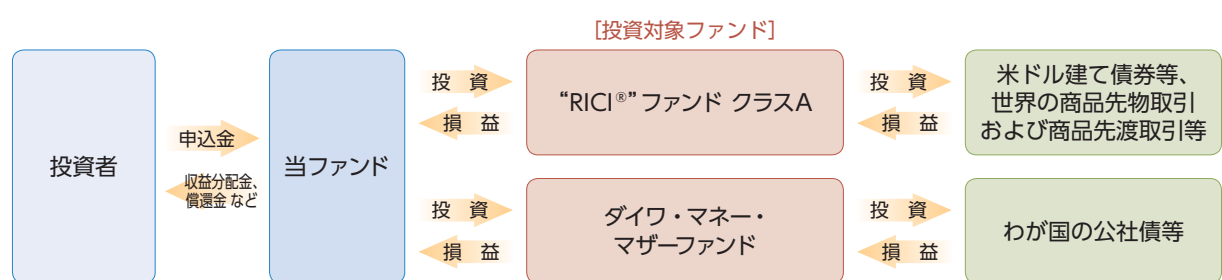 [投資対象ファンド]
投資者
申込金
収益分配金、
償還金 など
当ファンド
投 資
損 益
“RICI®”ファンド クラスA
投 資
損 益
米ドル建て債券等、
世界の商品先物取引
および商品先渡取引等
投 資
損 益
ダイワ・マネー・
マザーファンド
投 資
損 益
わが国の公社債等